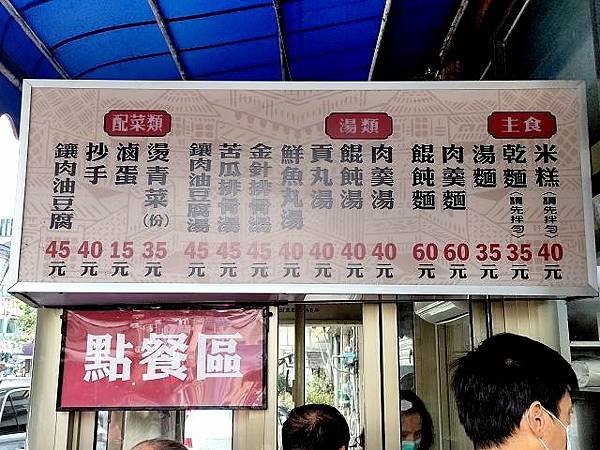 主食
米糕(請先拌勻) 40元
乾麵(請先拌勻) 35元
湯麵 35元
肉羹麵 60元
餛飩麵 60元
湯類
肉羹湯 40元
餛飩湯 40元
貢丸湯 40元
鮮魚丸湯 40元
金針排骨湯 45元
苦瓜排骨湯 45元
鑲肉油豆腐湯 45元
配菜類
燙青菜(份) 35元
滷蛋 15元
抄手 40元
鑲肉油豆腐 45元
點餐區